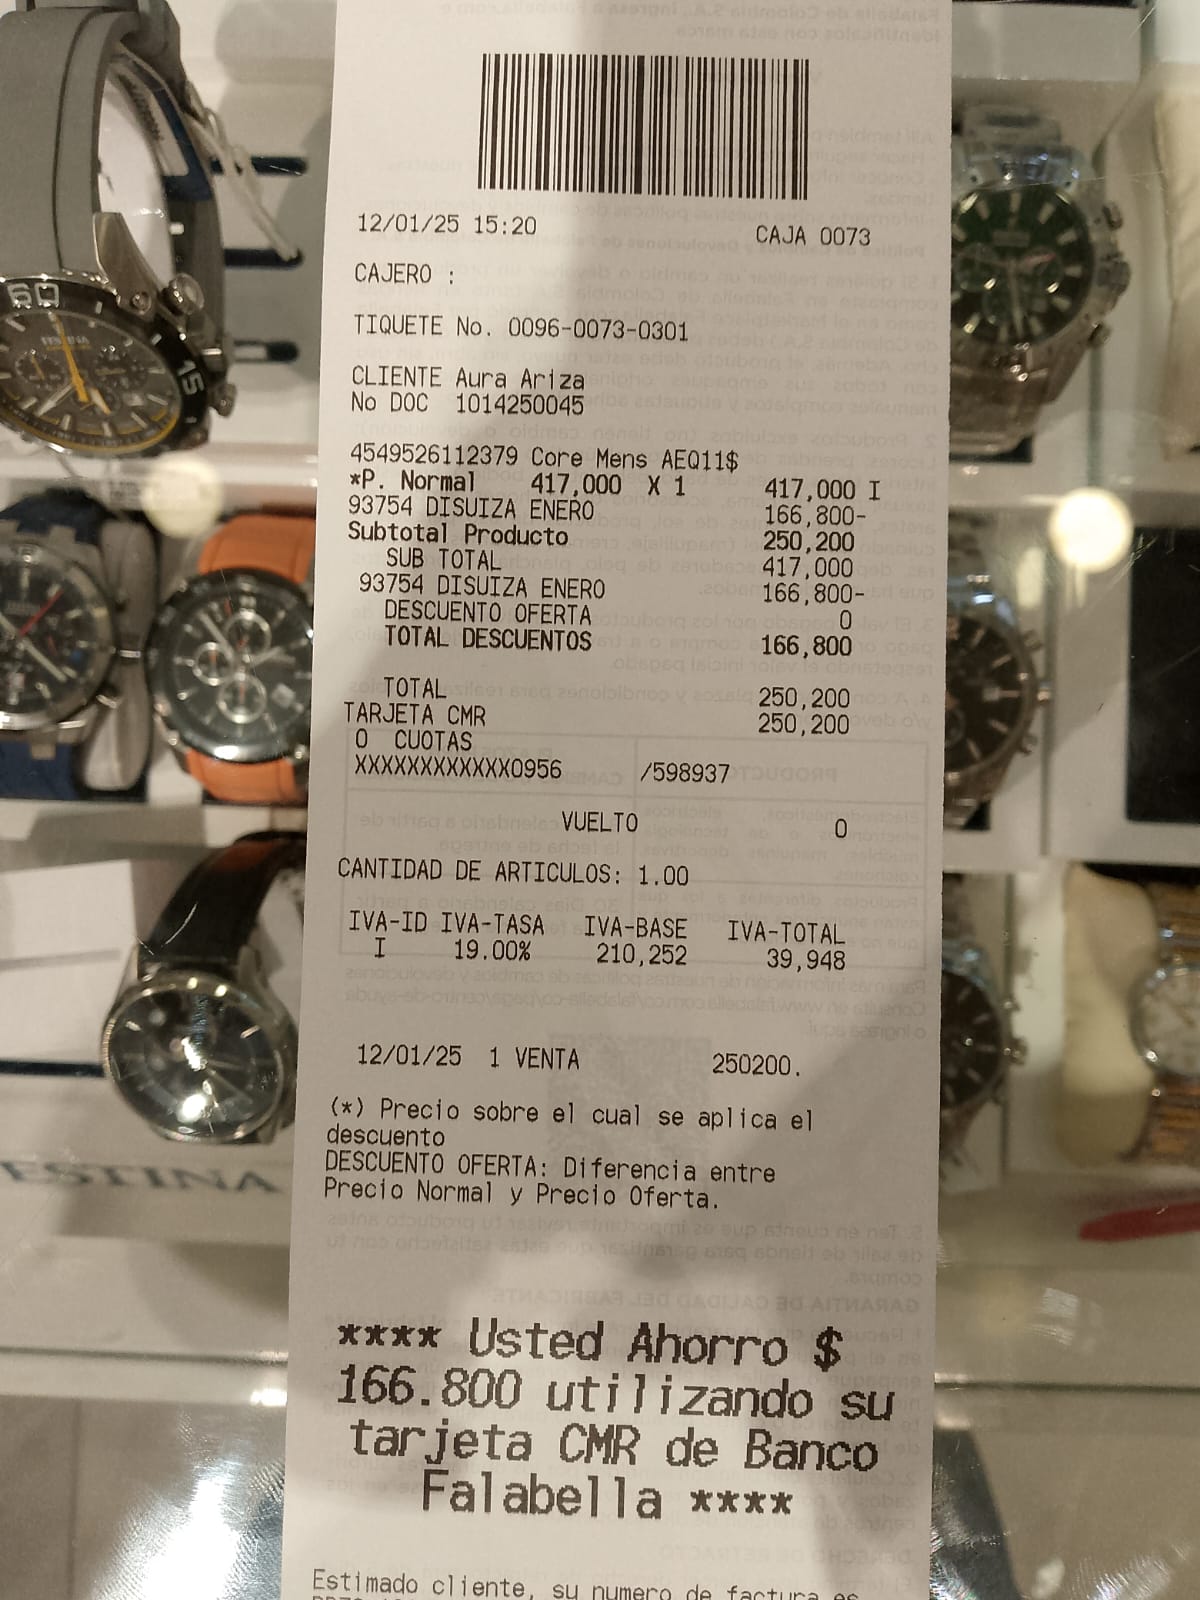 12/01/25 15:20 CAJA 0073
CAJERO :
TIQUETE No. 0096-0073-0301
CLIENTE Aura Ariza
No DOC 1014250045
4549526112379 Core Mens AEQ11$
*P. Normal 417,000 X 1 417,000 I
93754 DISUIZA ENERO 166,800-
Subtotal Producto 250,200
SUB TOTAL 417,000
93754 DISUIZA ENERO 166,800-
DESCUENTO OFERTA 0
TOTAL DESCUENTOS 166,800
TOTAL 250,200
TARJETA CMR 250,200
0 CUOTAS
XXXXXXXXXXXX0956 /598937
VUELTO 0
CANTIDAD DE ARTICULOS: 1.00
IVA-ID IVA-TASA IVA-BASE IVA-TOTAL
I 19.00% 210,252 39,948
12/01/25 1 VENTA 250200.
(*) Precio sobre el cual se aplica el
descuento
DESCUENTO OFERTA: Diferencia entre
Precio Normal y Precio Oferta.
**** Usted Ahorro $
166.800 utilizando su
tarjeta CMR de Banco
Falabella ****
Estimado cliente, su numero de factura es
60
15
FESTINA
ESTINA